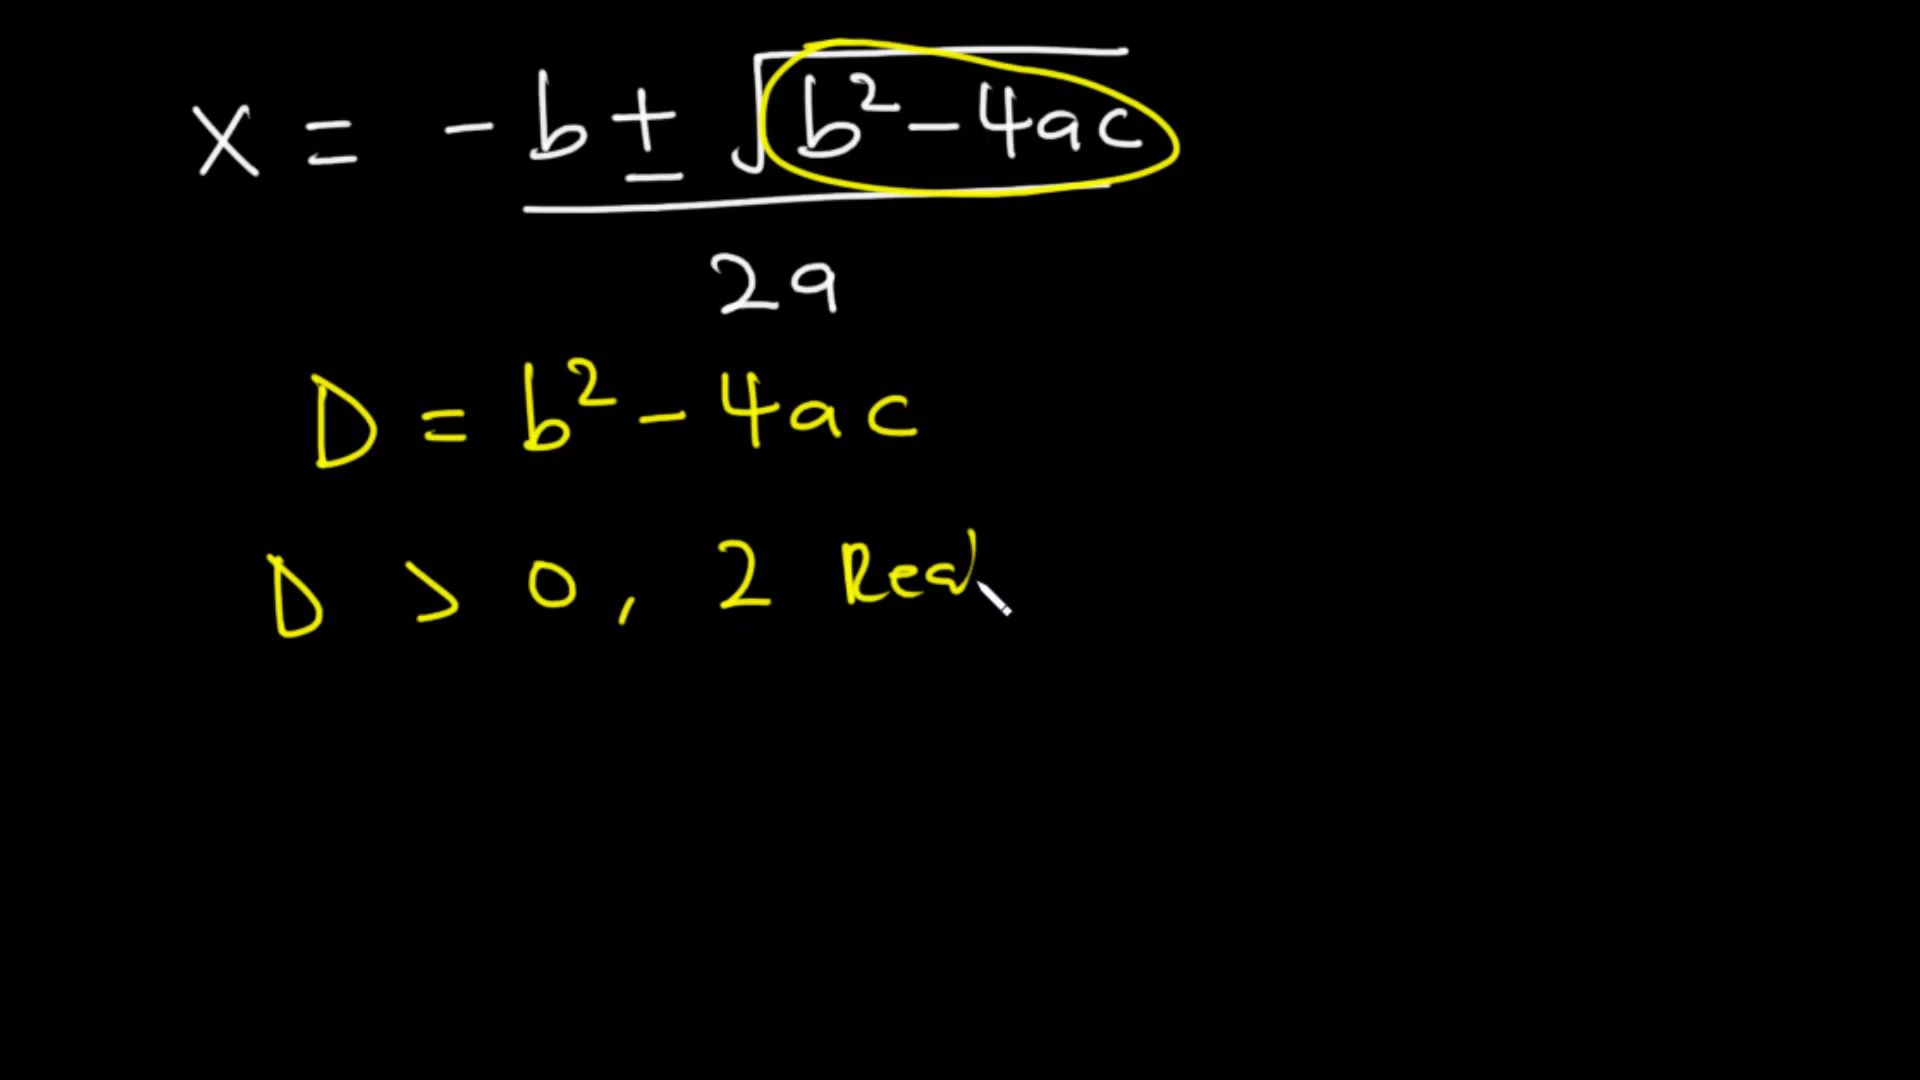 x = -b ± √b² - 4ac
2a
D = b² - 4ac
D > 0, 2 Real